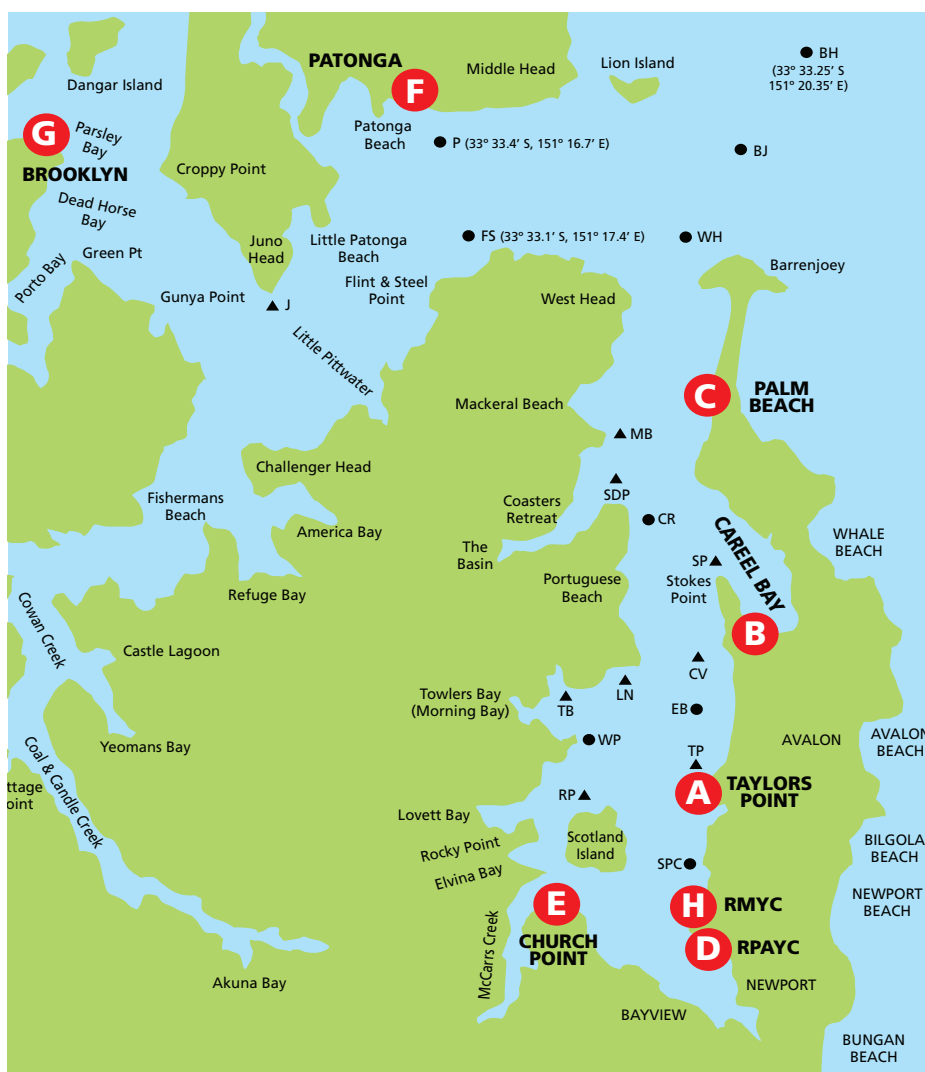 PATONGA
F
Middle Head
Lion Island
BH
(33º 33.25’ S
151º 20.35’ E)
Dangar Island
G
Parsley
Bay
BROOKLYN
Patonga
Beach
P (33º 33.4’ S, 151º 16.7’ E)
BJ
Croppy Point
Dead Horse
Bay
Green Pt
Porto Bay
Juno
Head
Little Patonga
Beach
FS (33º 33.1’ S, 151º 17.4’ E)
WH
Barrenjoey
Gunya Point
J
Flint & Steel
Point
West Head
Little Pittwater
C
PALM
BEACH
Mackeral Beach
MB
Challenger Head
SDP
Fishermans
Beach
America Bay
Coasters
Retreat
CR
CAREEL BAY
WHALE
BEACH
The
Basin
SP
Stokes
Point
Portuguese
Beach
Refuge Bay
Cowan Creek
B
Castle Lagoon
CV
Towlers Bay
(Morning Bay)
TB
LN
EB
Yeomans Bay
WP
TP
AVALON
AVALON
BEACH
Coal & Candle Creek
ttage
oint
A
TAYLORS
POINT
RP
Lovett Bay
Scotland
Island
Rocky Point
Elvina Bay
SPC
BILGOLA
BEACH
NEWPORT
BEACH
E
CHURCH
POINT
H
RMYC
D
RPAYC
McCarrs Creek
Akuna Bay
NEWPORT
BAYVIEW
BUNGAN
BEACH